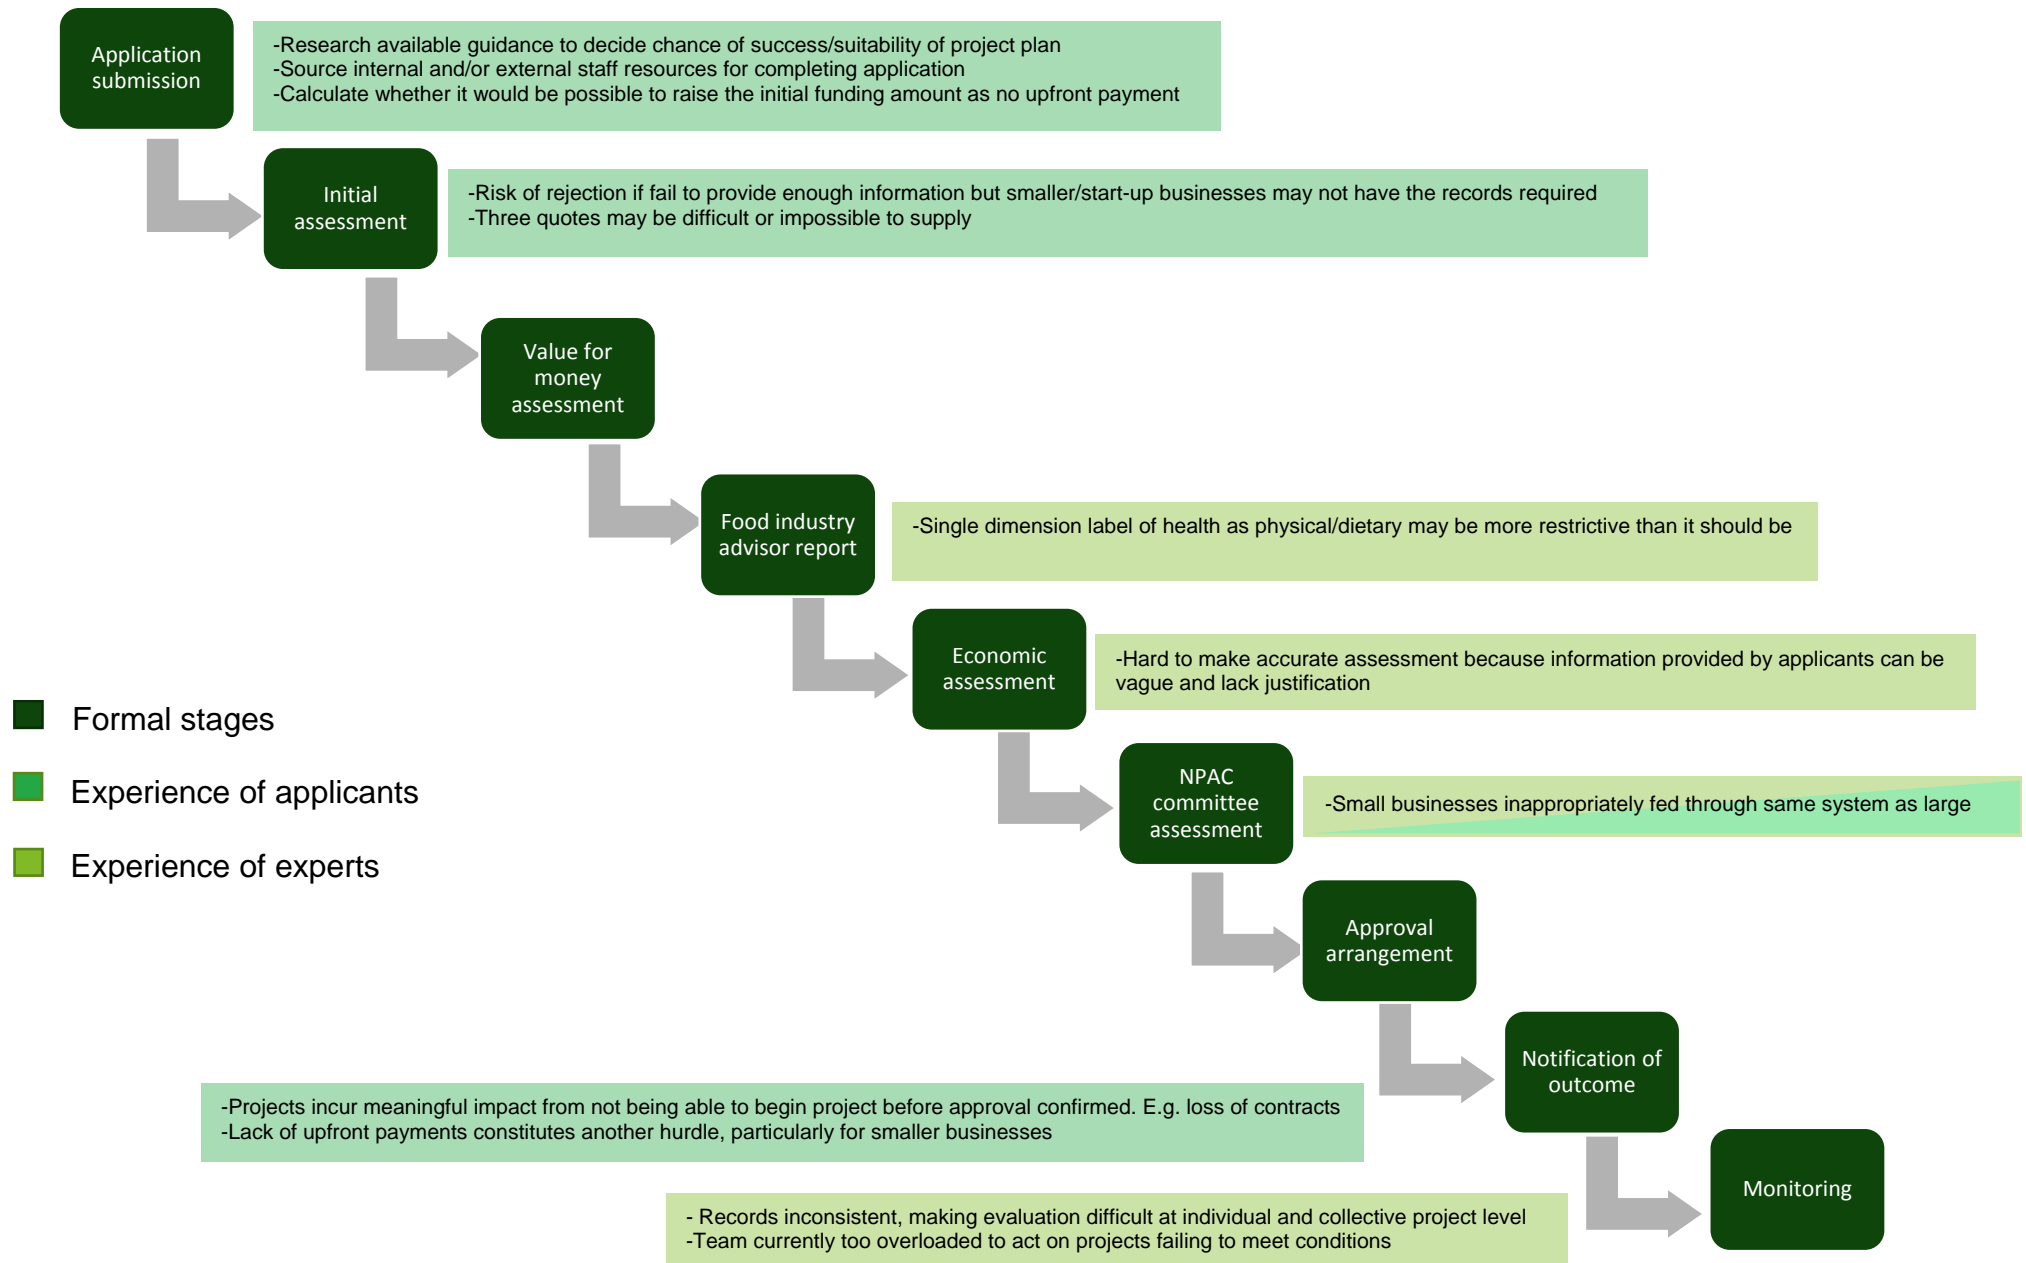 Application
submission
-Research available guidance to decide chance of success/suitability of project plan
-Source internal and/or external staff resources for completing application
-Calculate whether it would be possible to raise the initial funding amount as no upfront payment
Initial
assessment
-Risk of rejection if fail to provide enough information but smaller/start-up businesses may not have the records required
-Three quotes may be difficult or impossible to supply
Value for
money
assessment
Food industry
advisor report
-Single dimension label of health as physical/dietary may be more restrictive than it should be
Economic
assessment
-Hard to make accurate assessment because information provided by applicants can be
vague and lack justification
Formal stages
Experience of applicants
Experience of experts
NPAC
committee
assessment
-Small businesses inappropriately fed through same system as large
Approval
arrangement
Notification of
outcome
-Projects incur meaningful impact from not being able to begin project before approval confirmed. E.g. loss of contracts
-Lack of upfront payments constitutes another hurdle, particularly for smaller businesses
Monitoring
- Records inconsistent, making evaluation difficult at individual and collective project level
-Team currently too overloaded to act on projects failing to meet conditions